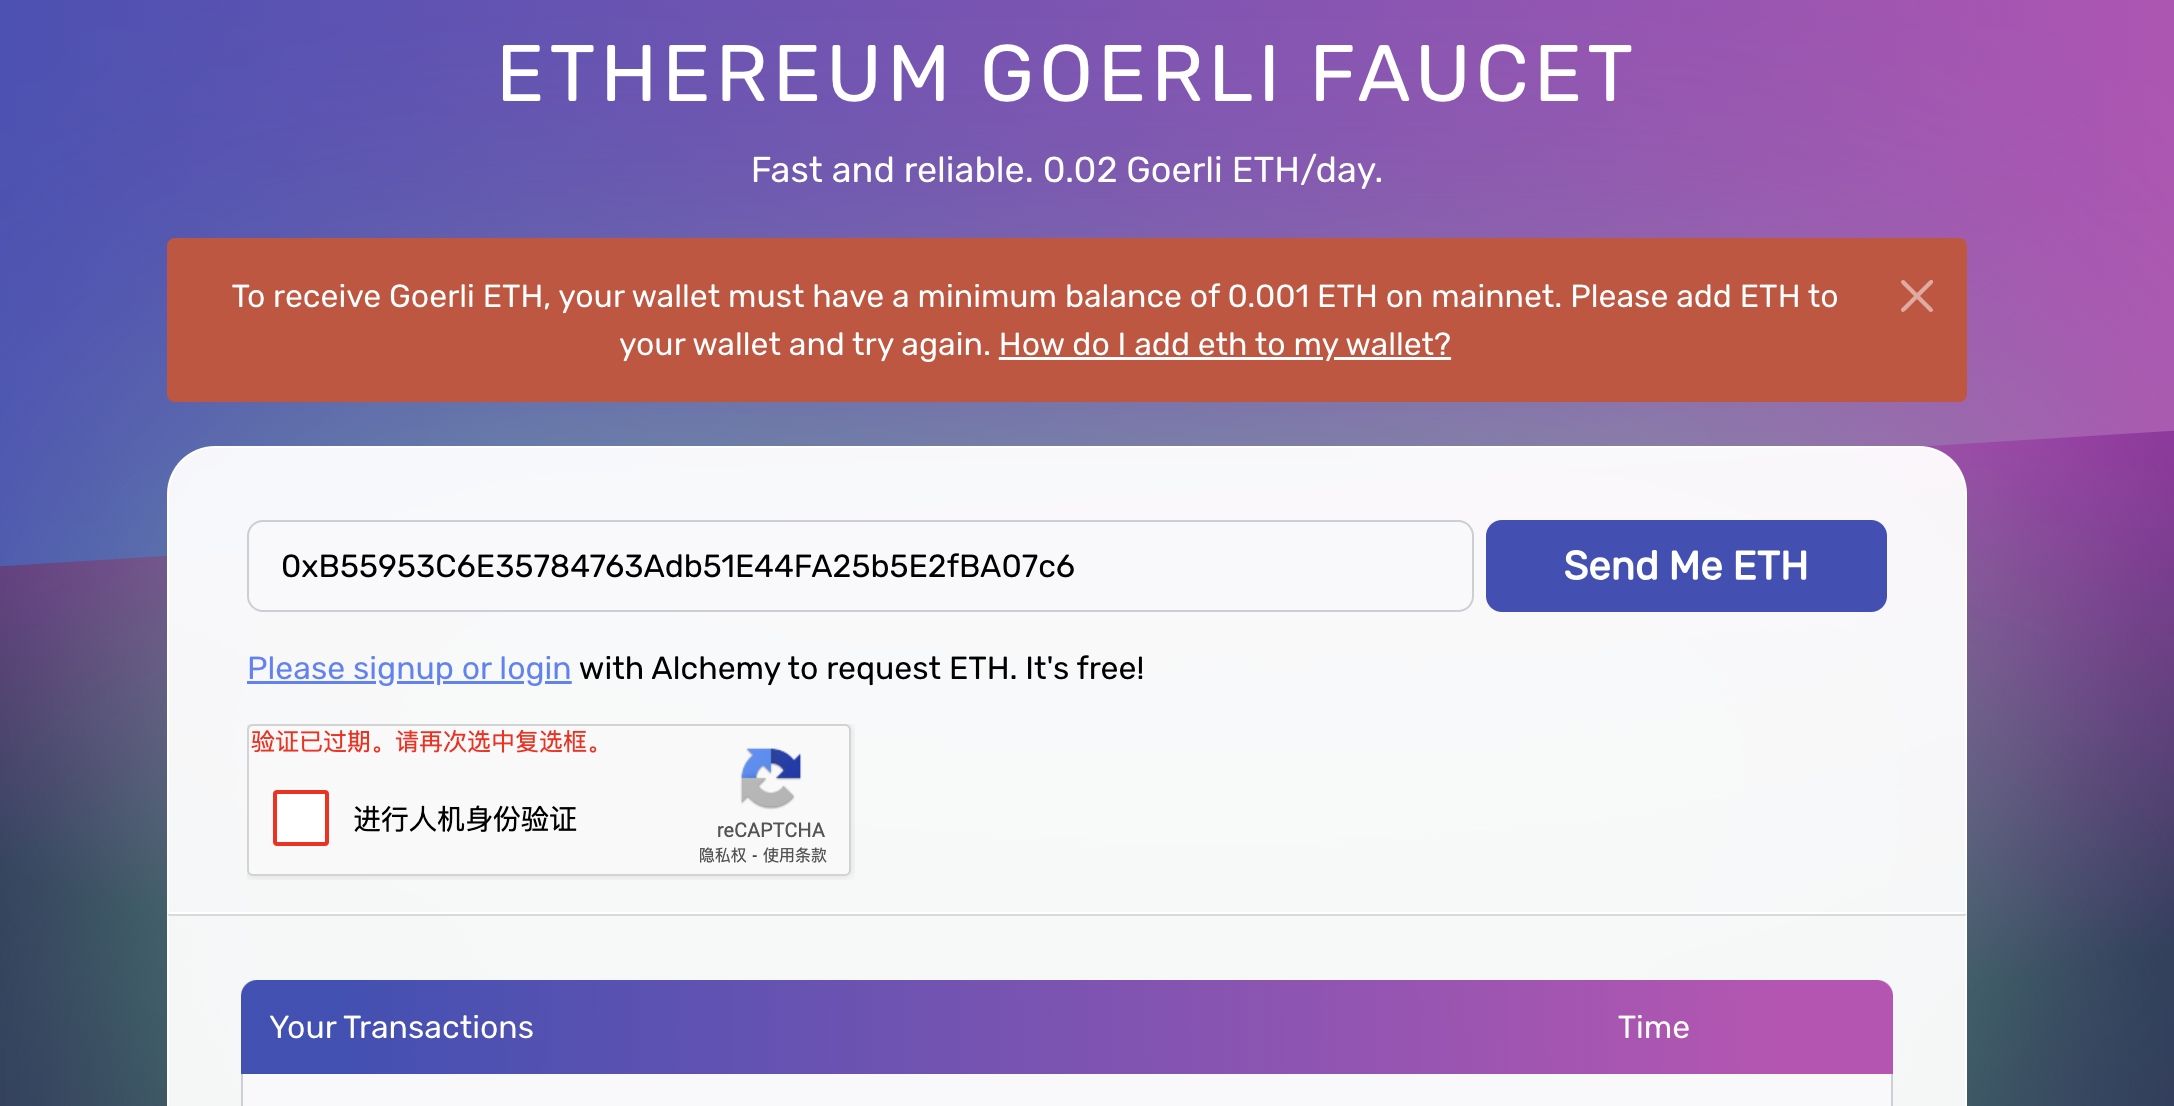 ETHEREUM GOERLI FAUCET
Fast and reliable. 0.02 Goerli ETH/day.
To receive Goerli ETH, your wallet must have a minimum balance of 0.001 ETH on mainnet. Please add ETH to
your wallet and try again. How do I add eth to my wallet?
0xB55953C6E35784763Adb51E44FA25b5E2fBA07c6
Send Me ETH
Please signup or login with Alchemy to request ETH. It's free!
验证已过期。请再次选中复选框。
进行人机身份验证
reCAPTCHA
隐私权 - 使用条款
Your Transactions
Time